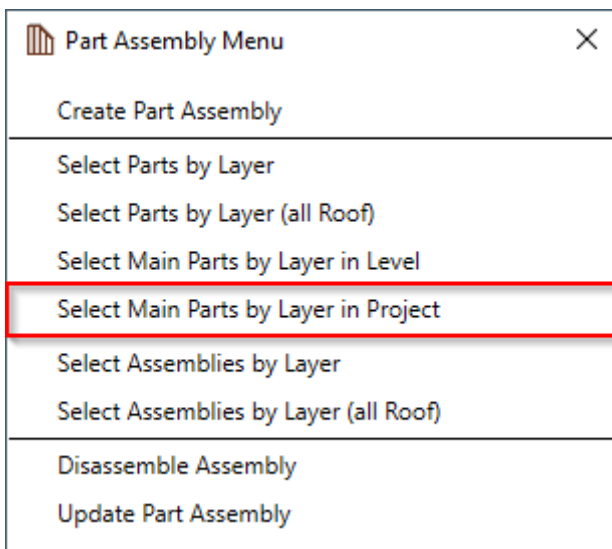 Part Assembly Menu
Create Part Assembly
Select Parts by Layer
Select Parts by Layer (all Roof)
Select Main Parts by Layer in Level
Select Main Parts by Layer in Project
Select Assemblies by Layer
Select Assemblies by Layer (all Roof)
Disassemble Assembly
Update Part Assembly